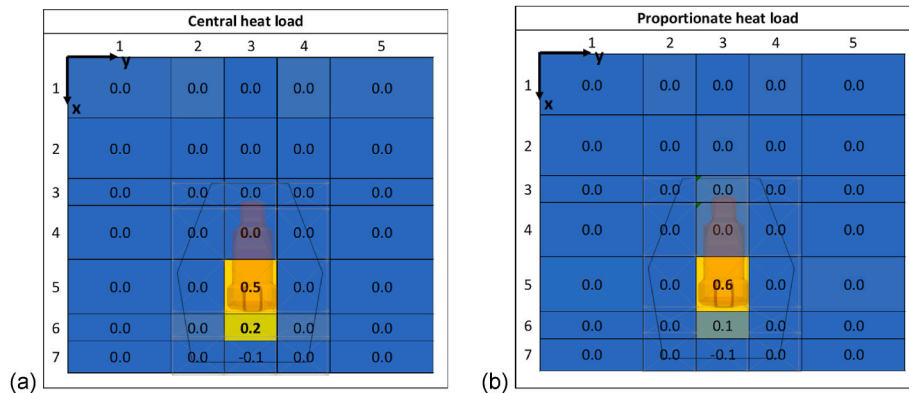 Central heat load
1 2 3 4 5
y
x
1 0.0 0.0 0.0 0.0 0.0
2 0.0 0.0 0.0 0.0 0.0
3 0.0 0.0 0.0 0.0 0.0
4 0.0 0.0 0.0 0.0 0.0
5 0.0 0.0 0.5 0.0 0.0
6 0.0 0.0 0.2 0.0 0.0
7 0.0 0.0 -0.1 0.0 0.0
(a)
Proportionate heat load
1 2 3 4 5
y
x
1 0.0 0.0 0.0 0.0 0.0
2 0.0 0.0 0.0 0.0 0.0
3 0.0 0.0 0.0 0.0 0.0
4 0.0 0.0 0.0 0.0 0.0
5 0.0 0.0 0.6 0.0 0.0
6 0.0 0.0 0.1 0.0 0.0
7 0.0 0.0 -0.1 0.0 0.0
(b)